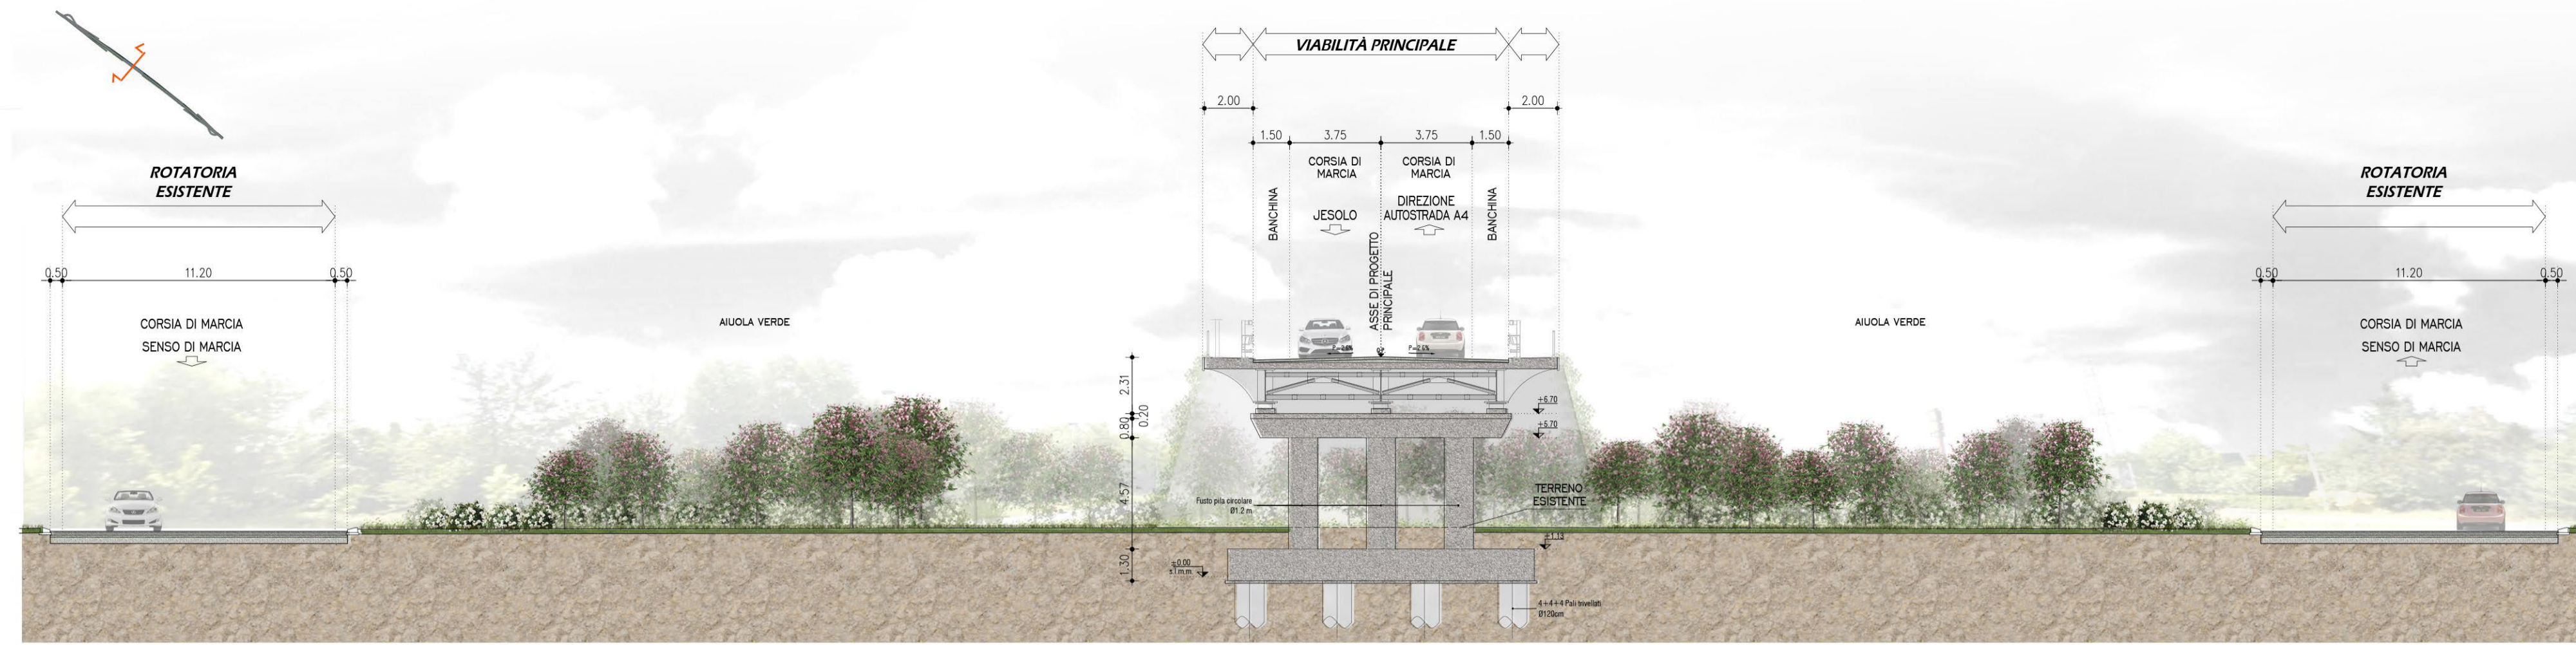 VIABILITÀ PRINCIPALE
2.00
2.00
1.50
3.75
3.75
1.50
CORSIA DI
MARCIA
CORSIA DI
MARCIA
BANCHINA
JESOLO
DIREZIONE
AUTOSTRADA A4
BANCHINA
ASSE DI PROGETTO
PRINCIPALE
ROTATORIA
ESISTENTE
0.50
11.20
0.50
CORSIA DI MARCIA
SENSO DI MARCIA
AIUOLA VERDE
AIUOLA VERDE
ROTATORIA
ESISTENTE
0.50
11.20
0.50
CORSIA DI MARCIA
SENSO DI MARCIA
P=2.6%
2.31
0.20
0.80
4.57
1.30
+6.70
+5.70
Fusto pila circolare
Ø1.2 m
TERRENO
ESISTENTE
+1.13
±0.00
s.l.m.m.
4+4+4 Pali trivellati
Ø120cm